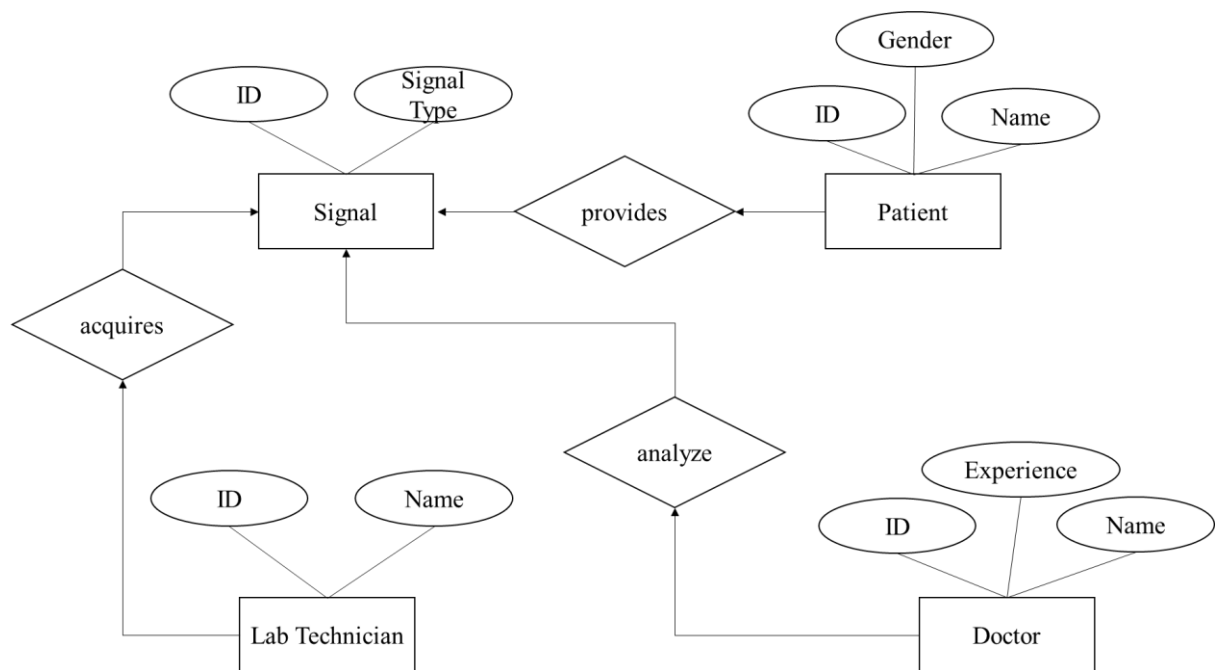 Gender
ID
Signal
Type
ID
Name
Signal
provides
Patient
acquires
analyze
Experience
ID
Name
ID
Name
Lab Technician
Doctor